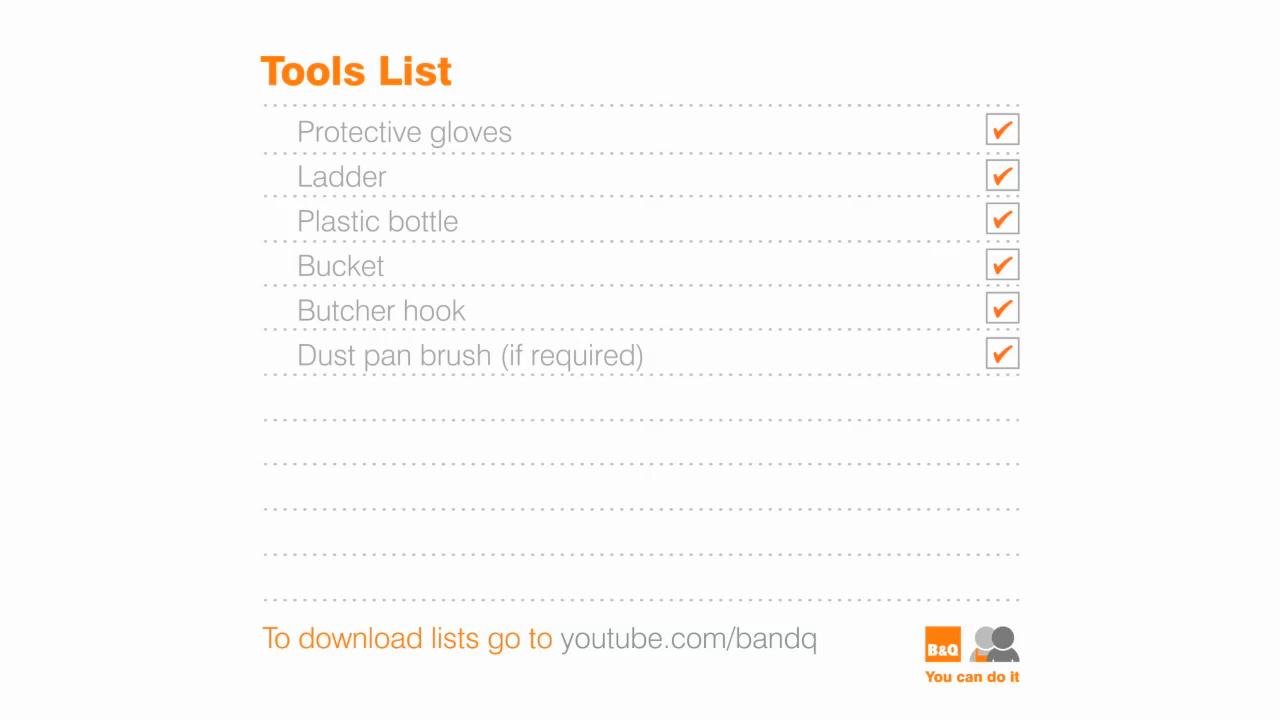 Tools List
Protective gloves
Ladder
Plastic bottle
Bucket
Butcher hook
Dust pan brush (if required)
To download lists go to youtube.com/bandq
B&Q
You can do it